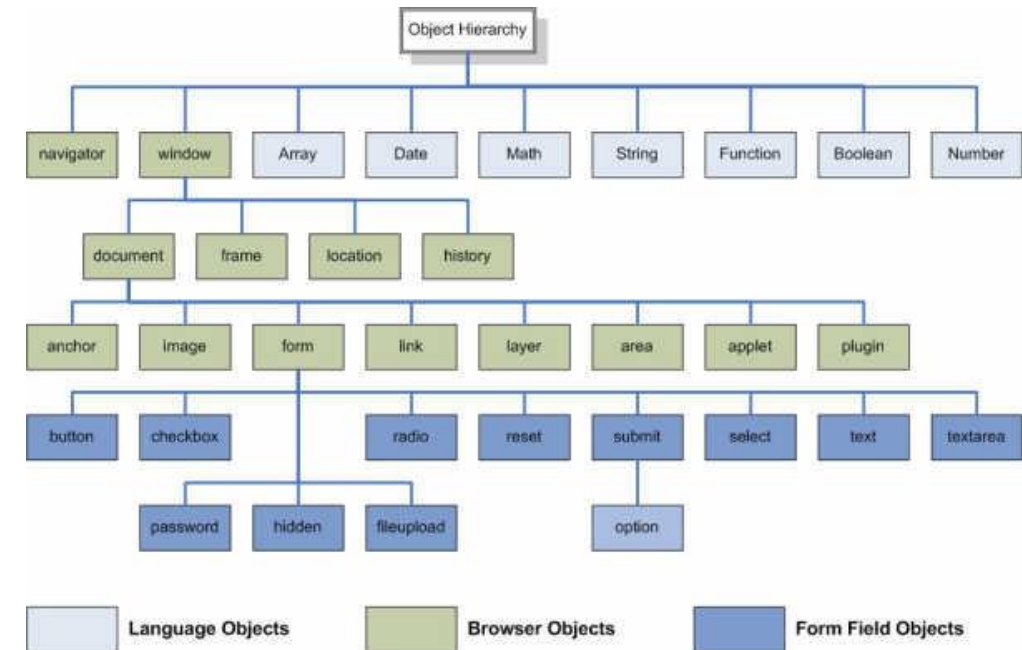 Object Hierarchy
navigator window Array Date Math String Function Boolean Number
document frame location history
anchor image form link layer area applet plugin
button checkbox radio reset submit select text textarea
password hidden fileupload option
Language Objects Browser Objects Form Field Objects